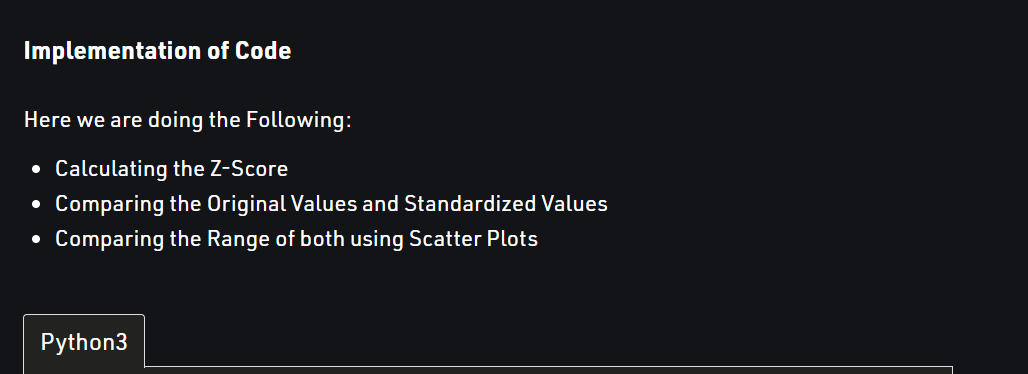 Implementation of Code
Here we are doing the Following:
Calculating the Z-Score
Comparing the Original Values and Standardized Values
Comparing the Range of both using Scatter Plots
Python3